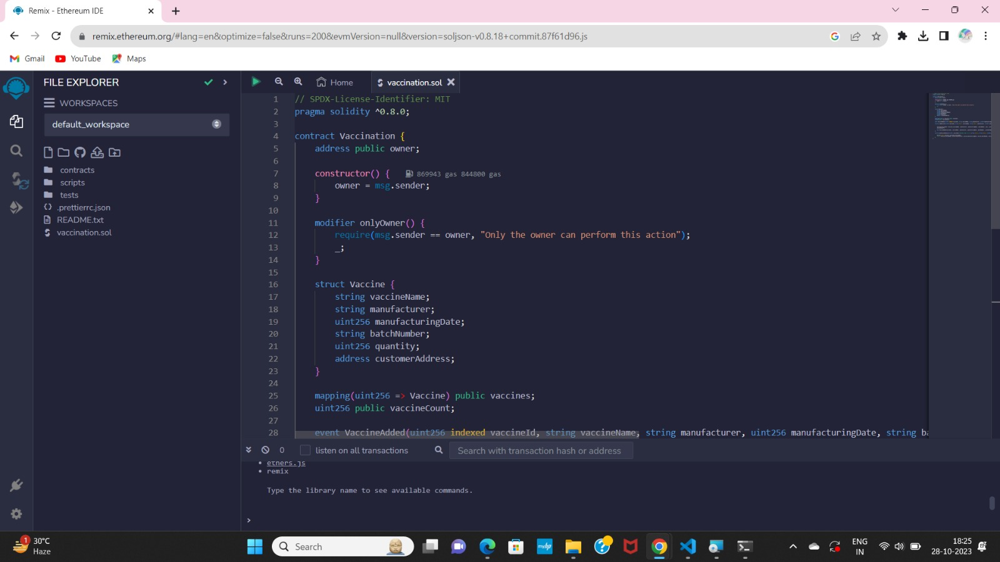 Remix - Ethereum IDE
remix.ethereum.org/#lang=en&optimize=false&runs=200&evmVersion=null&version=soljson-v0.8.18+commit.87f61d96.js
Gmail YouTube Maps
FILE EXPLORER
WORKSPACES
default_workspace
contracts
scripts
tests
.prettierrc.json
README.txt
vaccination.sol
Home vaccination.sol
1 // SPDX-License-Identifier: MIT
2 pragma solidity ^0.8.0;
3
4 contract Vaccination {
5 address public owner;
6
7 constructor() { 869943 gas 844800 gas
8 owner = msg.sender;
9 }
10
11 modifier onlyOwner() {
12 require(msg.sender == owner, "Only the owner can perform this action");
13 _;
14 }
15
16 struct Vaccine {
17 string vaccineName;
18 string manufacturer;
19 uint256 manufacturingDate;
20 string batchNumber;
21 uint256 quantity;
22 address customerAddress;
23 }
24
25 mapping(uint256 => Vaccine) public vaccines;
26 uint256 public vaccineCount;
27
28 event VaccineAdded(uint256 indexed vaccineId, string vaccineName, string manufacturer, uint256 manufacturingDate, string ba
0 listen on all transactions Search with transaction hash or address
• ethers.js
• remix
Type the library name to see available commands.
>
1
30°C
Haze
Search
myhp
ENG
IN
18:25
28-10-2023